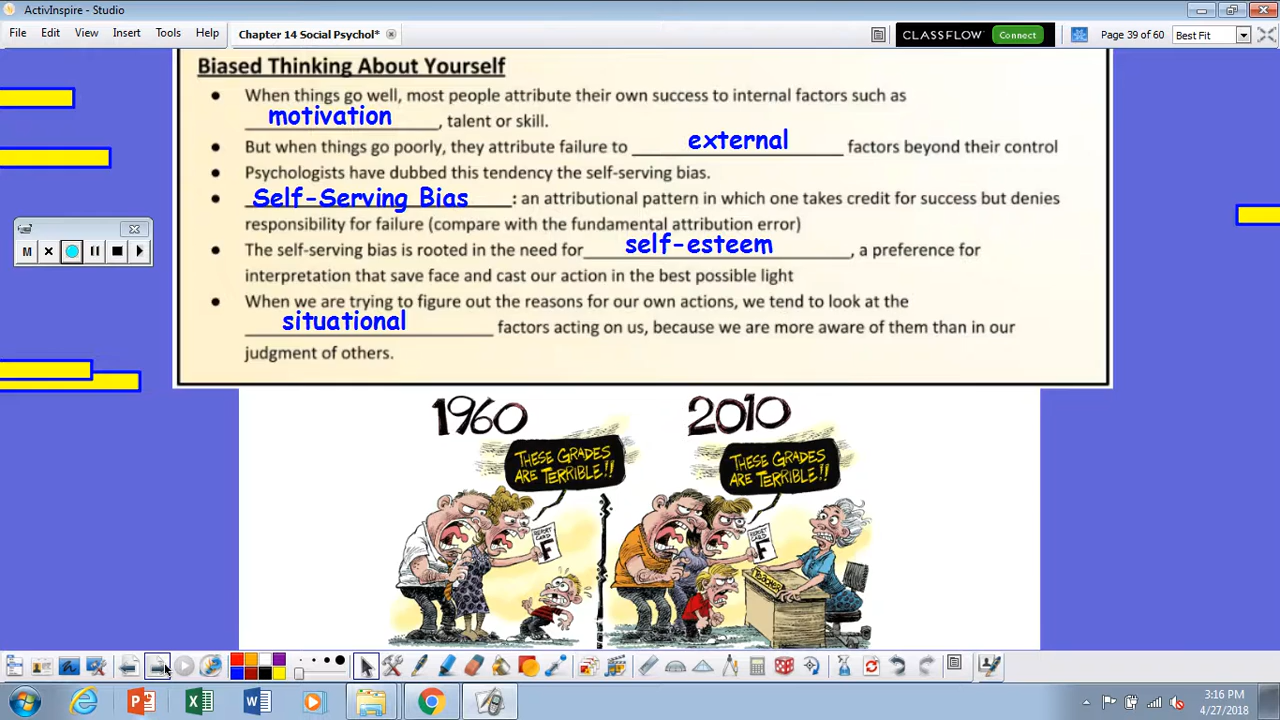 ActivInspire - Studio
File Edit View Insert Tools Help Chapter 14 Social Psychol* CLASSFLOW Connect Page 39 of 60 Best Fit
Biased Thinking About Yourself
• When things go well, most people attribute their own success to internal factors such as
motivation, talent or skill.
• But when things go poorly, they attribute failure to external factors beyond their control
• Psychologists have dubbed this tendency the self-serving bias.
• Self-Serving Bias: an attributional pattern in which one takes credit for success but denies
responsibility for failure (compare with the fundamental attribution error)
• The self-serving bias is rooted in the need for self-esteem, a preference for
interpretation that save face and cast our action in the best possible light
• When we are trying to figure out the reasons for our own actions, we tend to look at the
situational factors acting on us, because we are more aware of them than in our
judgment of others.
M
1960
2010
THESE GRADES
ARE TERRIBLE!!
THESE GRADES
ARE TERRIBLE!!
REPORT
CARD
F
REPORT
CARD
F
TEACHER
3:16 PM
4/27/2018